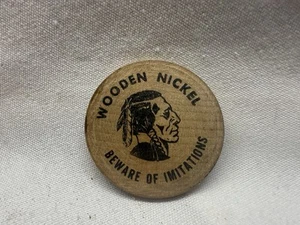 WOODEN NICKEL
BEWARE OF IMITATIONS